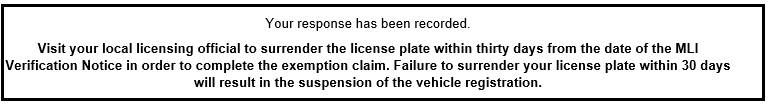 Your response has been recorded.
Visit your local licensing official to surrender the license plate within thirty days from the date of the MLI
Verification Notice in order to complete the exemption claim. Failure to surrender your license plate within 30 days
will result in the suspension of the vehicle registration.